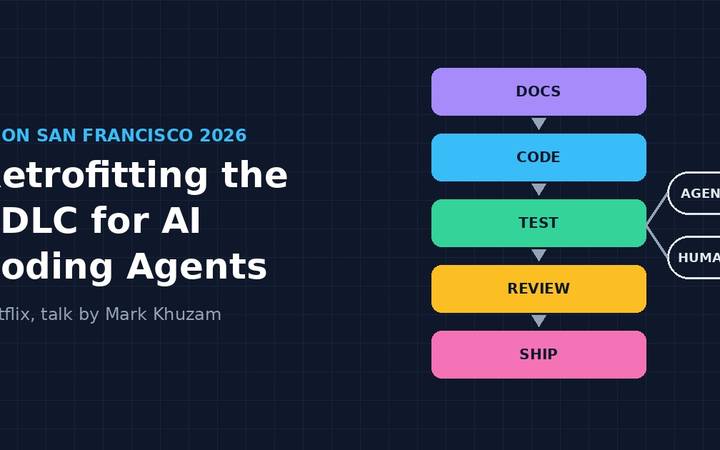 ON SAN FRANCISCO 2026
etrofitting the
DLC for AI
oding Agents
tflix, talk by Mark Khuzam
DOCS
CODE
TEST
REVIEW
SHIP
AGEN
HUMA